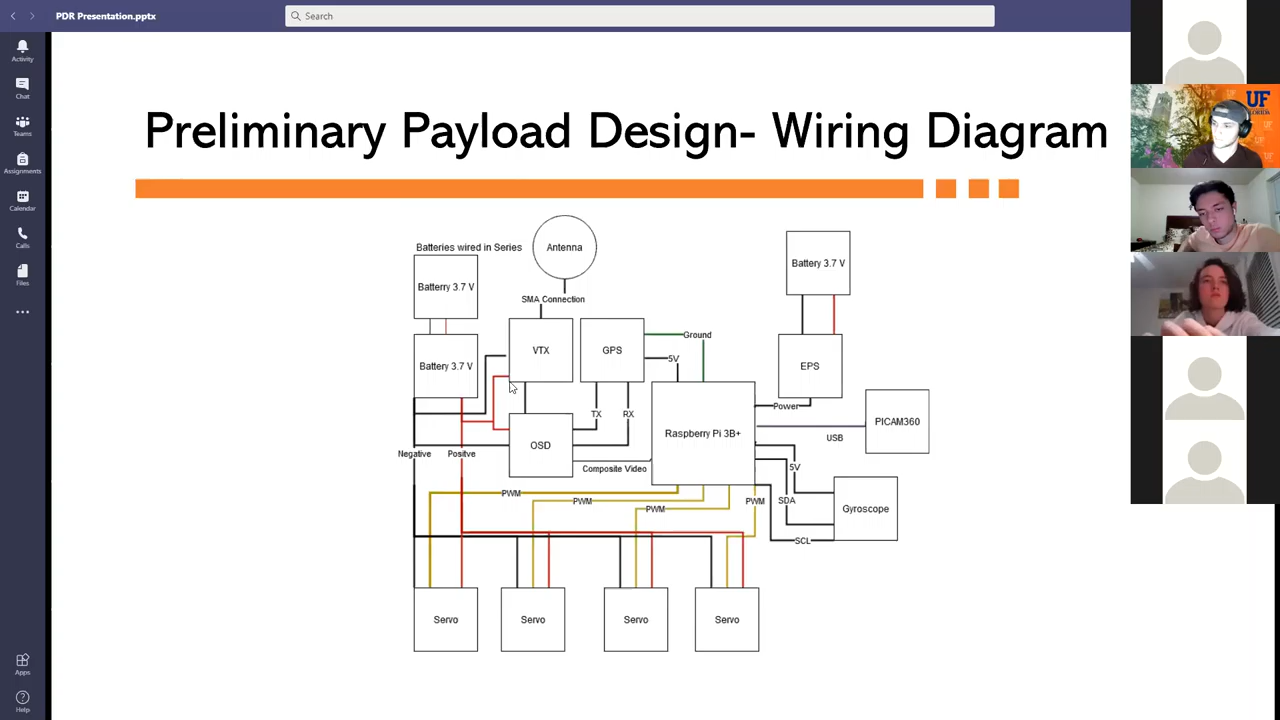 PDR Presentation.pptx
Search
Activity
Chat
Teams
Assignments
Calendar
Calls
Files
Apps
Help
Preliminary Payload Design- Wiring Diagram
Batteries wired in Series
Antenna
Battery 3.7 V
Batterry 3.7 V
SMA Connection
Ground
VTX
GPS
5V
Battery 3.7 V
EPS
Power
TX
RX
PICAM360
Raspberry Pi 3B+
USB
OSD
Negative
Positve
Composite Video
5V
PWM
PWM
PWM
PWM
SDA
Gyroscope
SCL
Servo
Servo
Servo
Servo
UF